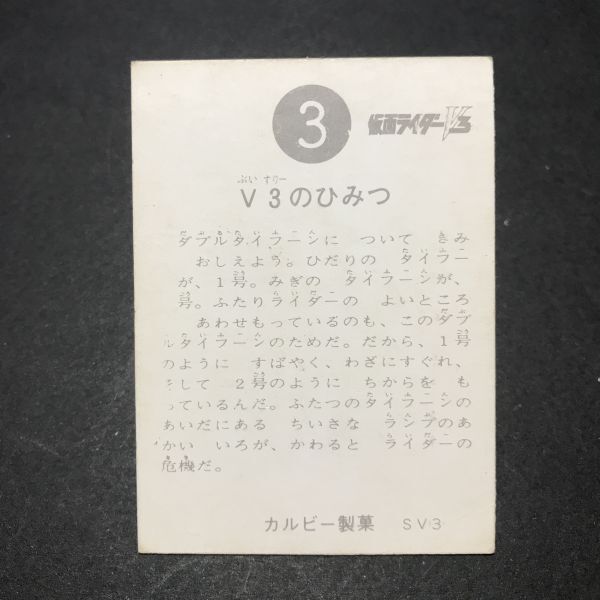 3
仮面ライダーV3
ぶい すりー
V3のひみつ
ダブルタイフーンに ついて きみ
おしえよう。ひだりの タイフー
が、1号。みぎの タイフーンが、
号。ふたりライダーの よいところ
あわせもっているのも、このダブ
ルタイフーンのためだ。だから、1号
のように すばやく、わざにすぐれ、
そして 2号のように ちからを も
っているんだ。ふたつのタイフーンの
あいだにある ちいさな ランプのあ
かい いろが、かわると ライダーの
危機だ。
カルビー製菓 SV3